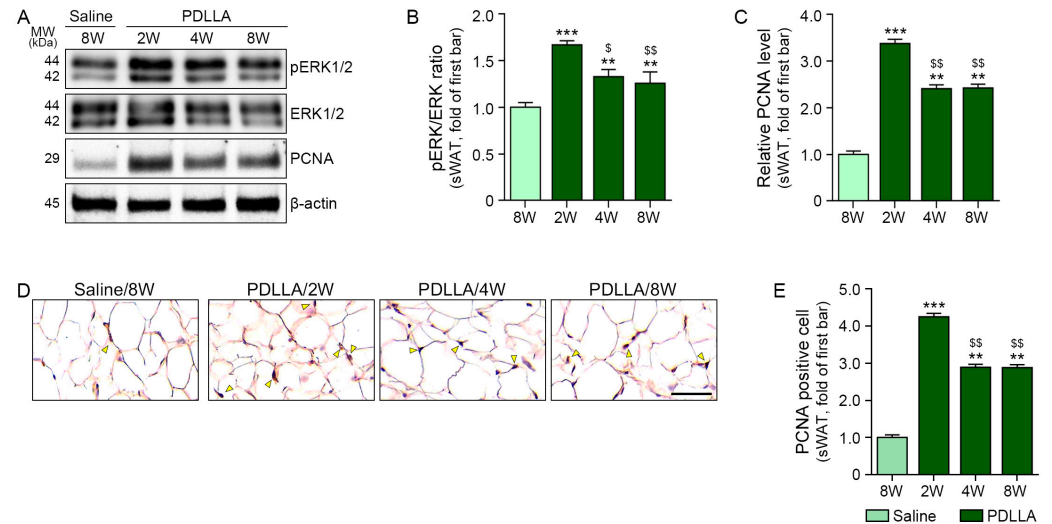 A
Saline PDLLA
MW
(kDa)
8W 2W 4W 8W
44
42
pERK1/2
44
42
ERK1/2
29
PCNA
45
β-actin
B
pERK/ERK ratio
(sWAT, fold of first bar)
2.0
1.5
1.0
0.5
0
***
$
**
$$
**
8W 2W 4W 8W
C
Relative PCNA level
(sWAT, fold of first bar)
4.0
3.0
2.0
1.0
0
***
$$
**
$$
**
8W 2W 4W 8W
D
Saline/8W PDLLA/2W PDLLA/4W PDLLA/8W
E
PCNA positive cell
(sWAT, fold of first bar)
5.0
4.0
3.0
2.0
1.0
0
***
$$
**
$$
**
8W 2W 4W 8W
Saline PDLLA